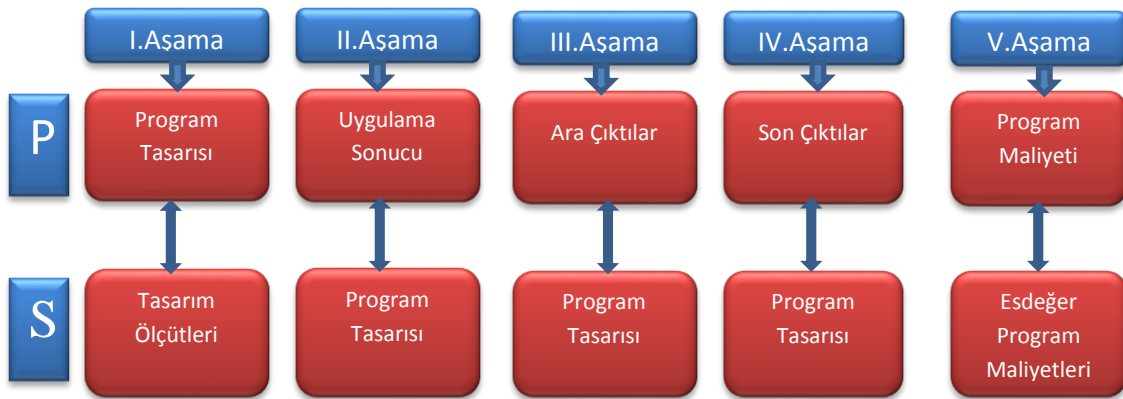 I.Aşama
II.Aşama
III.Aşama
IV.Aşama
V.Aşama
P
Program
Tasarısı
Uygulama
Sonucu
Ara Çıktılar
Son Çıktılar
Program
Maliyeti
S
Tasarım
Ölçütleri
Program
Tasarısı
Program
Tasarısı
Program
Tasarısı
Esdeğer
Program
Maliyetleri